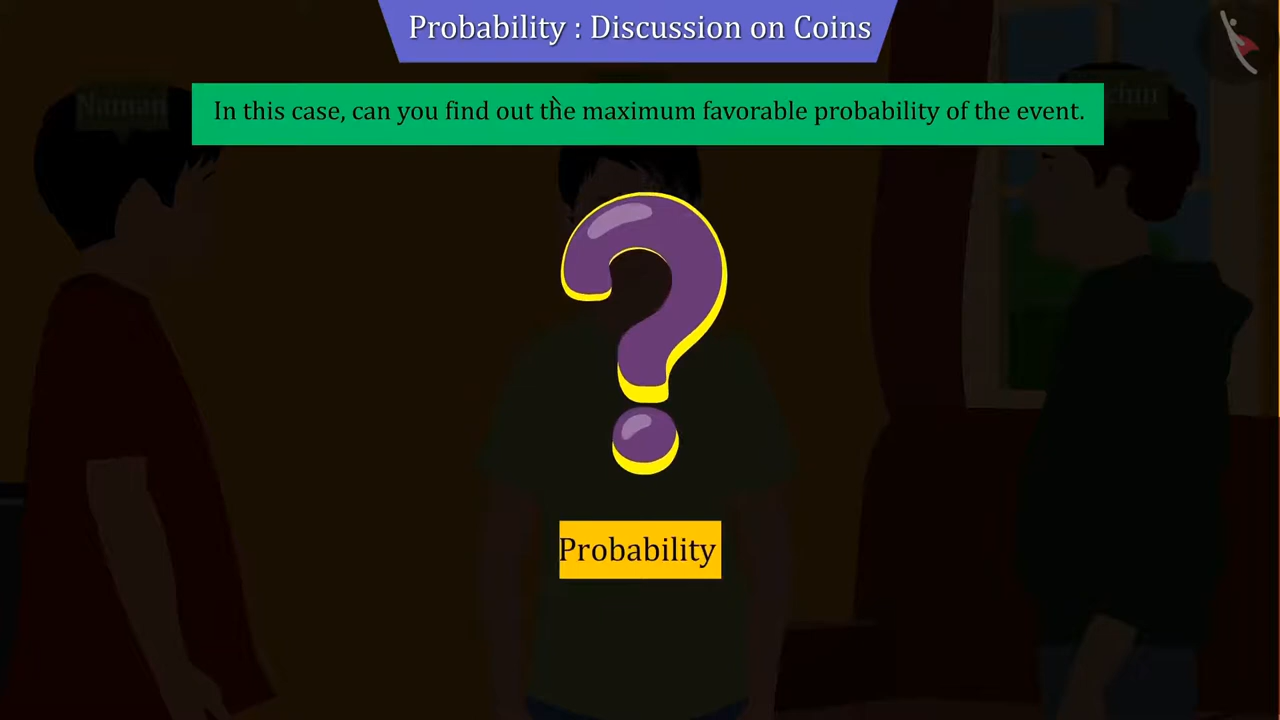 Probability : Discussion on Coins
Naman
In this case, can you find out the maximum favorable probability of the event.
Probability